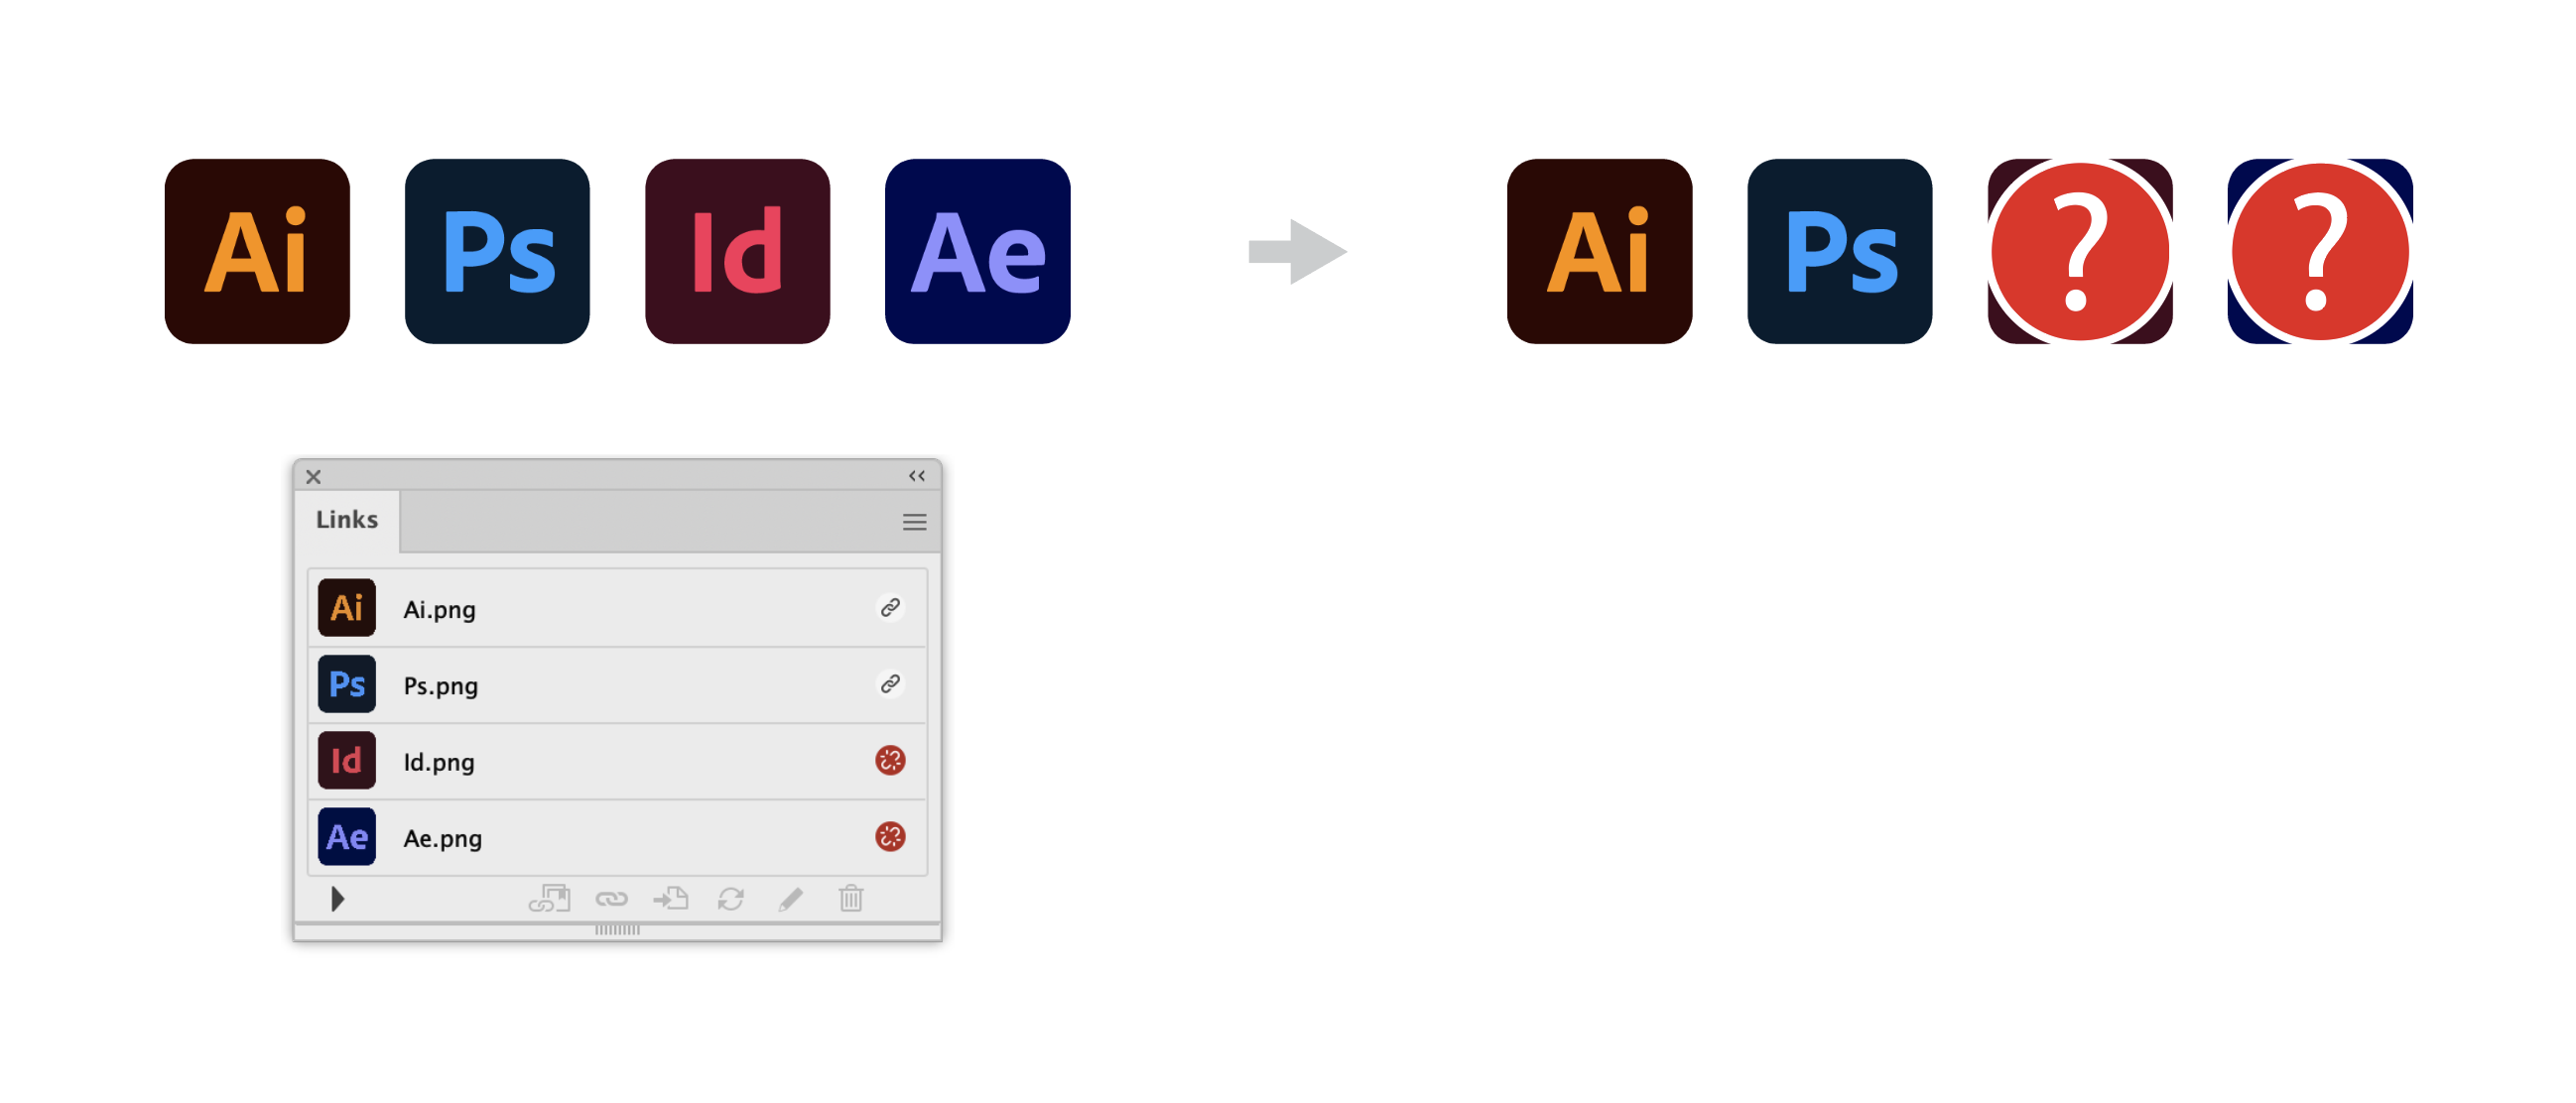 Ai Ps Id Ae Ai Ps ? ?
Links
Ai Ai.png
Ps Ps.png
Id Id.png
Ae Ae.png